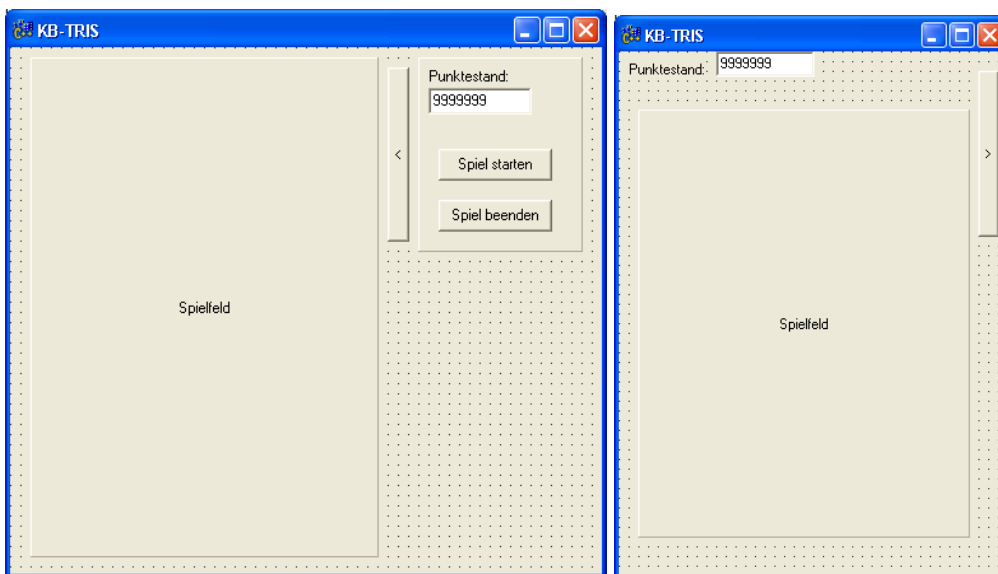 KB-TRIS
Punktestand:
9999999
<
Spiel starten
Spiel beenden
Spielfeld
KB-TRIS
Punktestand:
9999999
>
Spielfeld